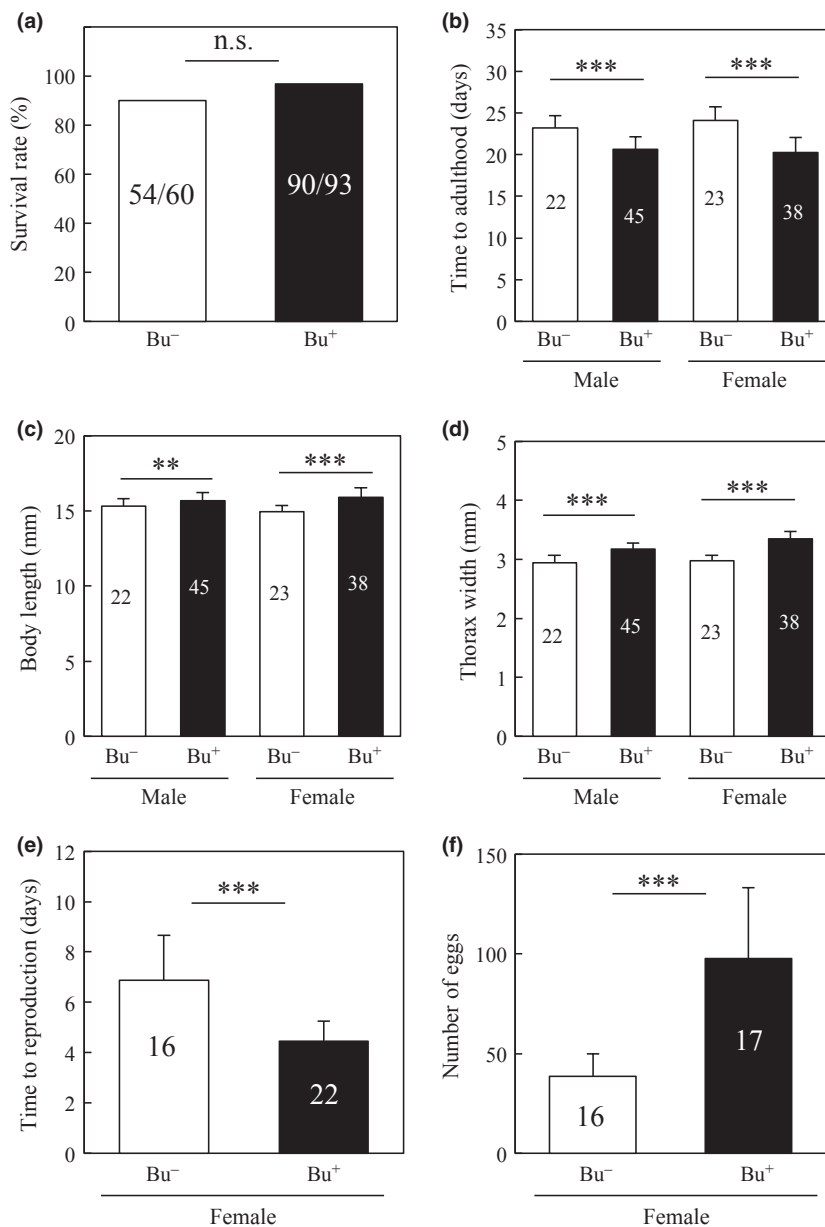 (a)
n.s.
100
80
60
40
20
0
Survival rate (%)
54/60
90/93
Bu⁻
Bu⁺
(b)
35
30
25
20
15
10
5
0
Time to adulthood (days)
***
***
22
45
23
38
Bu⁻
Bu⁺
Bu⁻
Bu⁺
Male
Female
(c)
20
15
10
5
0
Body length (mm)
**
***
22
45
23
38
Bu⁻
Bu⁺
Bu⁻
Bu⁺
Male
Female
(d)
5
4
3
2
1
0
Thorax width (mm)
***
***
22
45
23
38
Bu⁻
Bu⁺
Bu⁻
Bu⁺
Male
Female
(e)
12
10
8
6
4
2
0
Time to reproduction (days)
***
16
22
Bu⁻
Bu⁺
Female
(f)
150
100
50
0
Number of eggs
***
16
17
Bu⁻
Bu⁺
Female